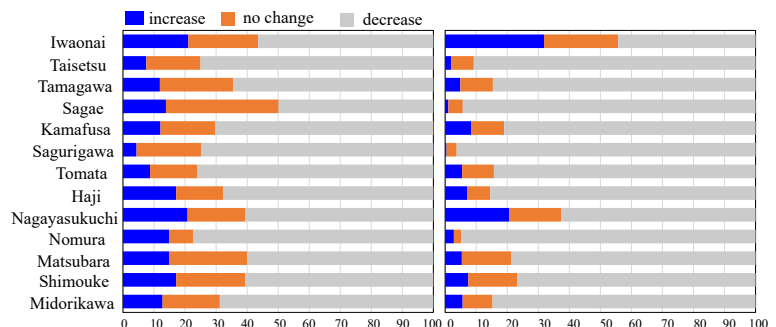 increase no change decrease
Iwaonai
Taisetsu
Tamagawa
Sagae
Kamafusa
Sagurigawa
Tomata
Haji
Nagayasukuchi
Nomura
Matsubara
Shimouke
Midorikawa
0 10 20 30 40 50 60 70 80 90 100 0 10 20 30 40 50 60 70 80 90 100